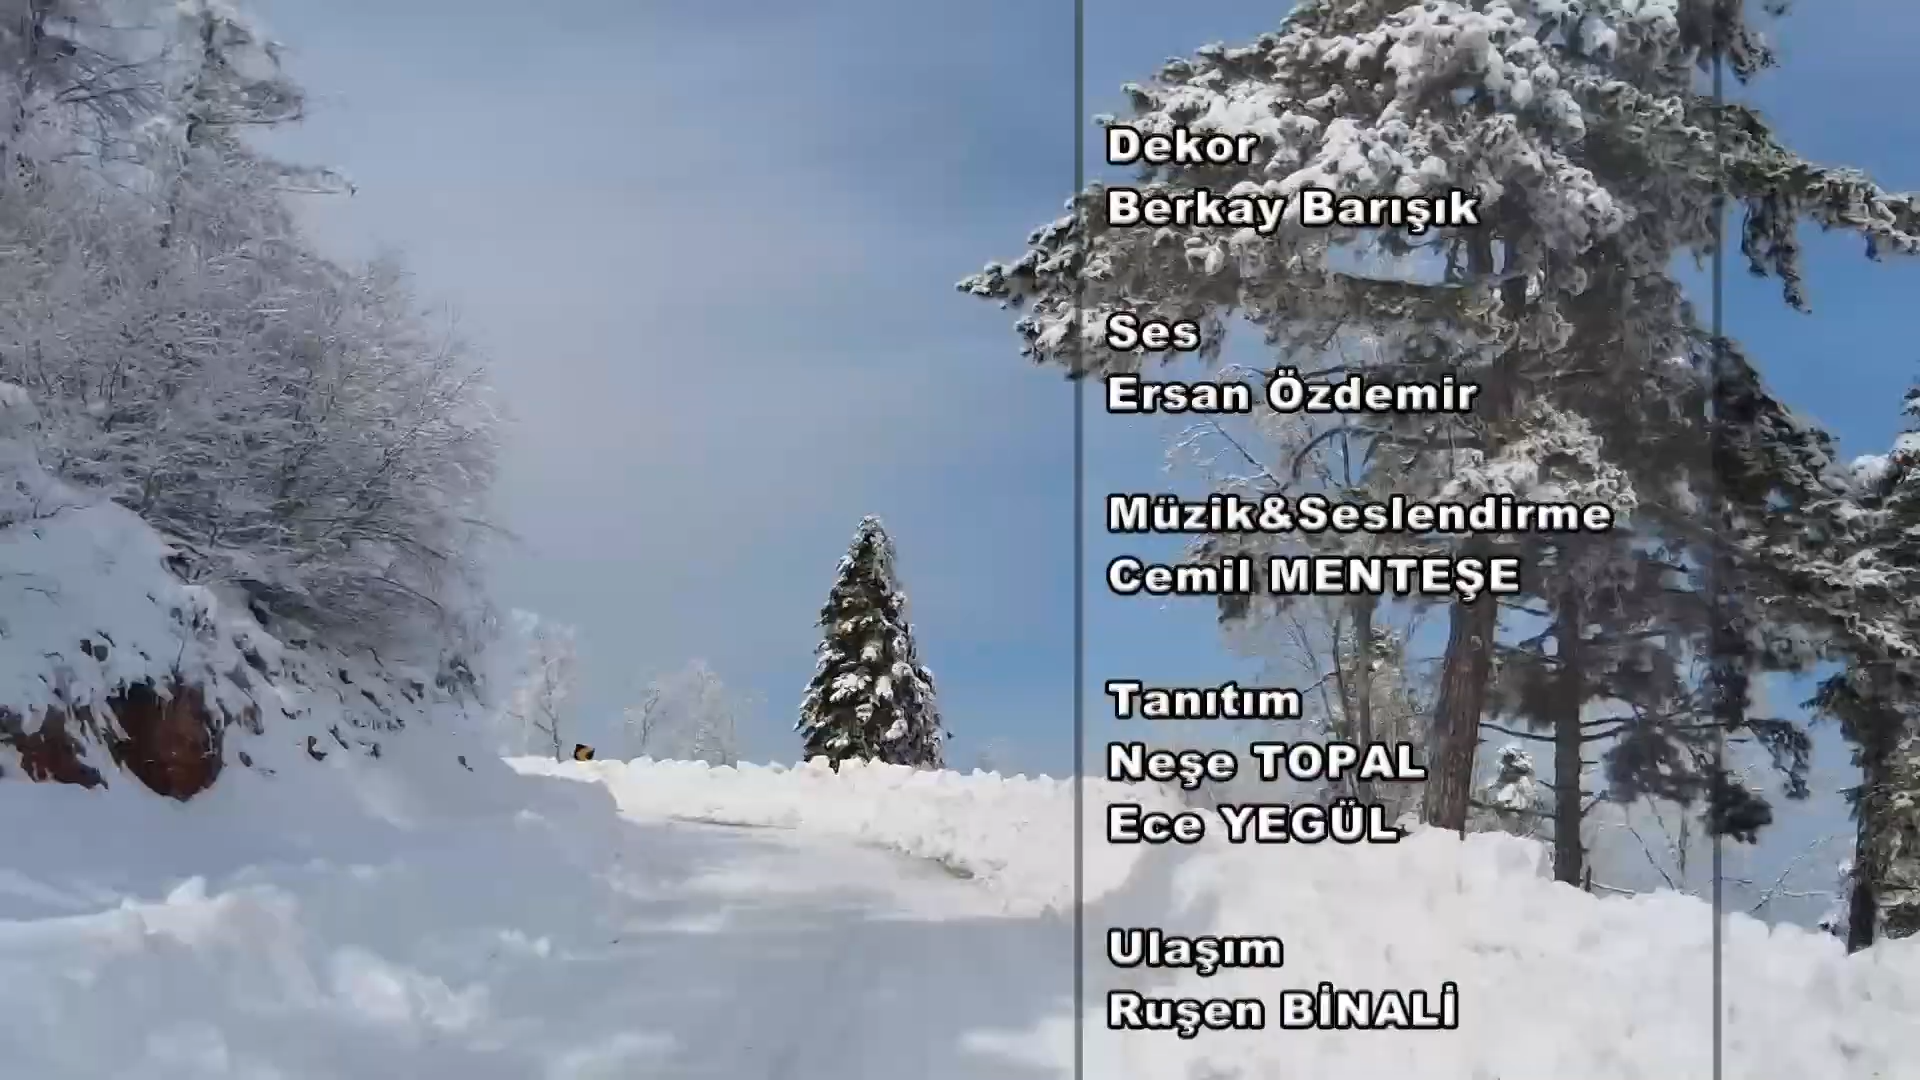 Dekor
Berkay Barışık
Ses
Ersan Özdemir
Müzik&Seslendirme
Cemil MENTEŞE
Tanıtım
Neşe TOPAL
Ece YEGÜL
Ulaşım
Ruşen BİNALİ